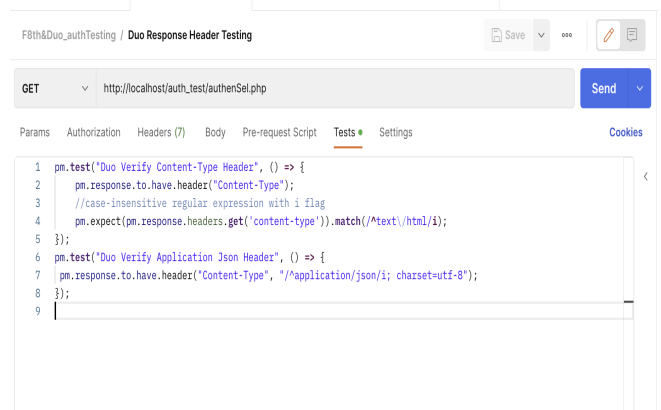 F8th&Duo_authTesting / Duo Response Header Testing
Save
GET http://localhost/auth_test/authenSel.php Send
Params Authorization Headers (7) Body Pre-request Script Tests Settings Cookies
1 pm.test("Duo Verify Content-Type Header", () => {
2 pm.response.to.have.header("Content-Type");
3 //case-insensitive regular expression with i flag
4 pm.expect(pm.response.headers.get('content-type')).match(/^text\/html/i);
5 });
6 pm.test("Duo Verify Application Json Header", () => {
7 pm.response.to.have.header("Content-Type", "/^application/json/i; charset=utf-8");
8 });
9